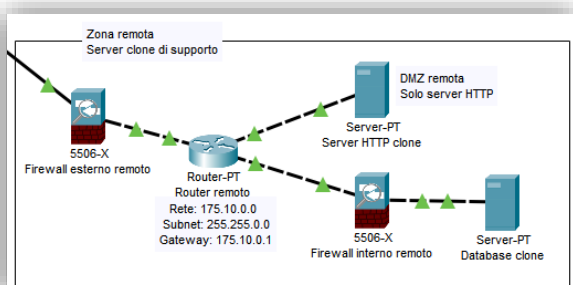 Zona remota
Server clone di supporto
DMZ remota
Solo server HTTP
5506-X
Firewall esterno remoto
Server-PT
Server HTTP clone
Router-PT
Router remoto
Rete: 175.10.0.0
Subnet: 255.255.0.0
Gateway: 175.10.0.1
5506-X
Firewall interno remoto
Server-PT
Database clone